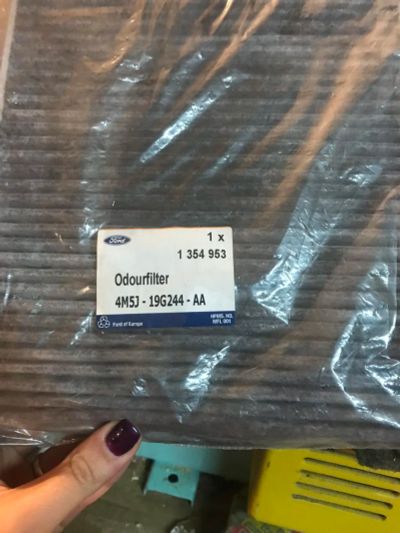 Ford
1 x
1 354 953
Odourfilter
4M5J - 19G244 - AA
Ford of Europe